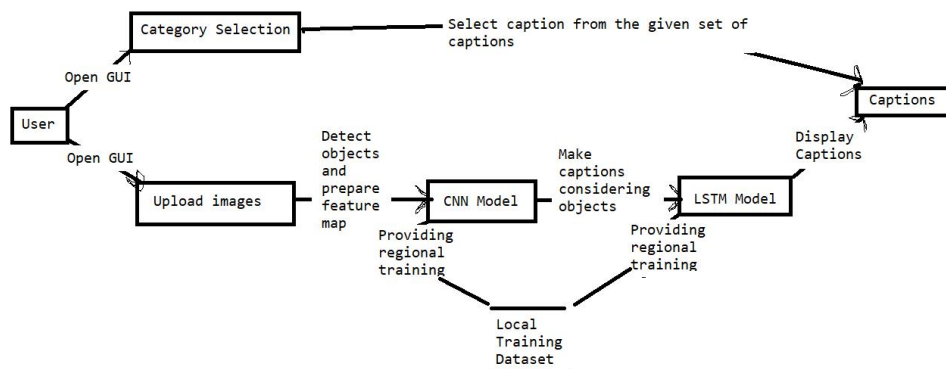 Category Selection
Select caption from the given set of
captions
Open GUI
User
Captions
Open GUI
Upload images
Detect
objects
and
prepare
feature
map
CNN Model
Make
captions
considering
objects
LSTM Model
Display
Captions
Providing
regional
training
Providing
regional
training
Local
Training
Dataset